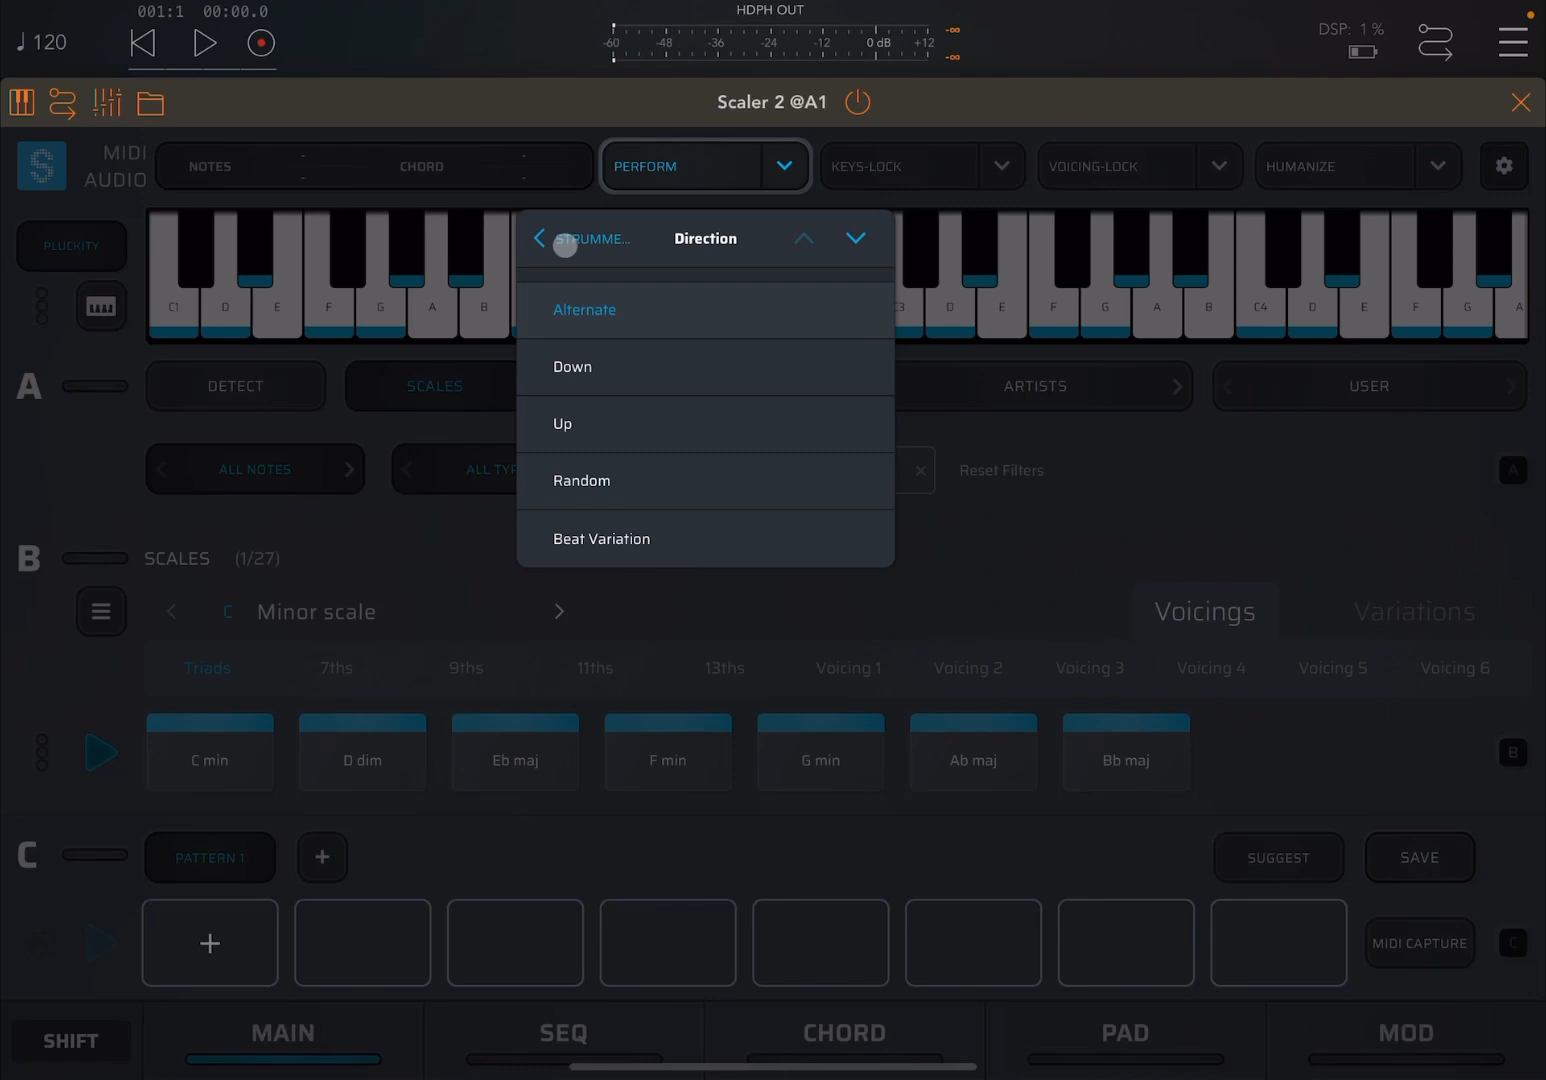 001:1 00:00.0
♩ 120
HDPH OUT
-60 -48 -36 -24 -12 0 dB +12
-∞
-∞
DSP: 1 %
Scaler 2 @A1
S
MIDI
AUDIO
NOTES - -
CHORD - -
PERFORM
KEYS-LOCK
VOICING-LOCK
HUMANIZE
PLUCKITY
STRUMME...
Direction
Alternate
Down
Up
Random
Beat Variation
C1 D E F G A B
C3 D E F G A B C4 D E F G A
A
DETECT
SCALES
ARTISTS
USER
ALL NOTES
ALL TYP
Reset Filters
A
B
SCALES (1/27)
C Minor scale
Voicings
Variations
Triads 7ths 9ths 11ths 13ths Voicing 1 Voicing 2 Voicing 3 Voicing 4 Voicing 5 Voicing 6
C min D dim Eb maj F min G min Ab maj Bb maj
B
C
PATTERN 1
+
SUGGEST
SAVE
+
MIDI CAPTURE
C
SHIFT
MAIN
SEQ
CHORD
PAD
MOD